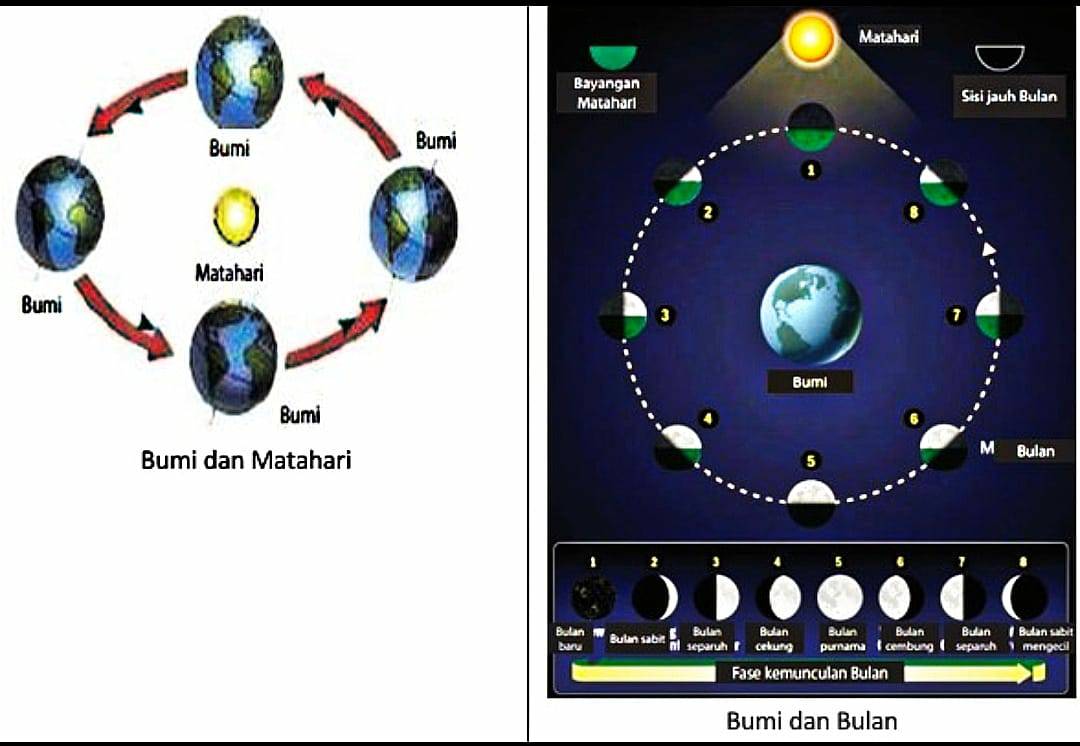 Bumi
Bumi
Matahari
Bumi
Bumi
Bumi dan Matahari
Matahari
Bayangan
Matahari
Sisi jauh Bulan
1
2
8
3
7
Bumi
4
6
5
M Bulan
1 2 3 4 5 6 7 8
Bulan baru
Bulan sabit
Bulan separuh
Bulan cekung
Bulan purnama
Bulan cembung
Bulan separuh
Bulan sabit mengecil
Fase kemunculan Bulan
Bumi dan Bulan